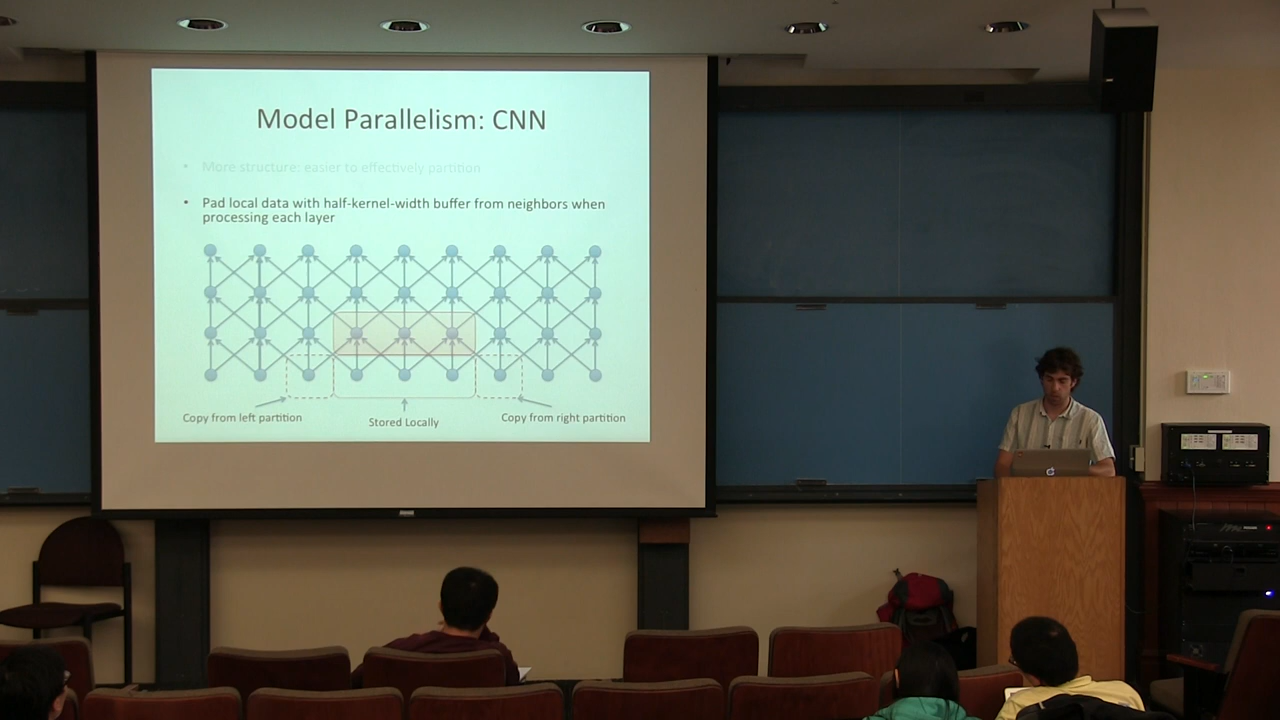 Model Parallelism: CNN
• More structure: easier to effectively partition
• Pad local data with half-kernel-width buffer from neighbors when
processing each layer
Copy from left partition
Stored Locally
Copy from right partition